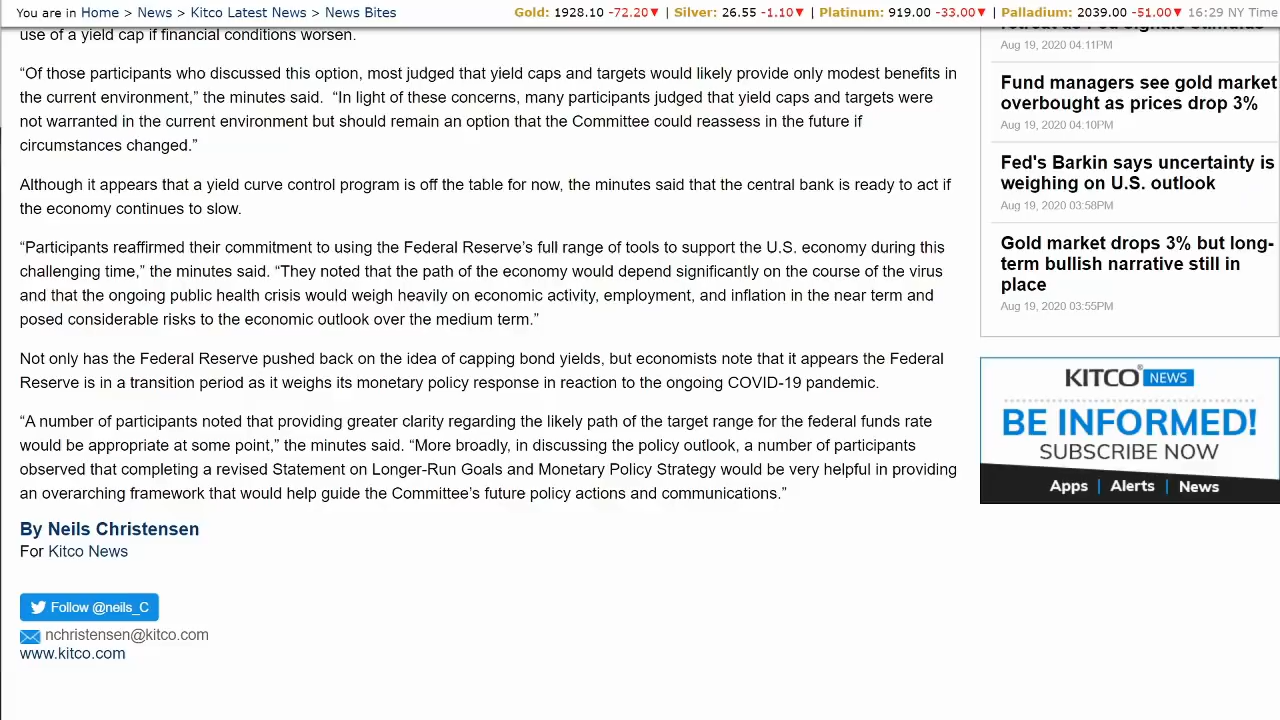 You are in Home > News > Kitco Latest News > News Bites
Gold: 1928.10 -72.20▼ | Silver: 26.55 -1.10▼ | Platinum: 919.00 -33.00▼ | Palladium: 2039.00 -51.00▼ 16:29 NY Time
use of a yield cap if financial conditions worsen.
“Of those participants who discussed this option, most judged that yield caps and targets would likely provide only modest benefits in
the current environment,” the minutes said. “In light of these concerns, many participants judged that yield caps and targets were
not warranted in the current environment but should remain an option that the Committee could reassess in the future if
circumstances changed.”
Although it appears that a yield curve control program is off the table for now, the minutes said that the central bank is ready to act if
the economy continues to slow.
“Participants reaffirmed their commitment to using the Federal Reserve’s full range of tools to support the U.S. economy during this
challenging time,” the minutes said. “They noted that the path of the economy would depend significantly on the course of the virus
and that the ongoing public health crisis would weigh heavily on economic activity, employment, and inflation in the near term and
posed considerable risks to the economic outlook over the medium term.”
Not only has the Federal Reserve pushed back on the idea of capping bond yields, but economists note that it appears the Federal
Reserve is in a transition period as it weighs its monetary policy response in reaction to the ongoing COVID-19 pandemic.
“A number of participants noted that providing greater clarity regarding the likely path of the target range for the federal funds rate
would be appropriate at some point,” the minutes said. “More broadly, in discussing the policy outlook, a number of participants
observed that completing a revised Statement on Longer-Run Goals and Monetary Policy Strategy would be very helpful in providing
an overarching framework that would help guide the Committee’s future policy actions and communications.”
By Neils Christensen
For Kitco News
Follow @neils_C
nchristensen@kitco.com
www.kitco.com
retreat as Fed signals stimulus
Aug 19, 2020 04:11PM
Fund managers see gold market
overbought as prices drop 3%
Aug 19, 2020 04:10PM
Fed's Barkin says uncertainty is
weighing on U.S. outlook
Aug 19, 2020 03:58PM
Gold market drops 3% but long-
term bullish narrative still in
place
Aug 19, 2020 03:55PM
KITCO® NEWS
BE INFORMED!
SUBSCRIBE NOW
Apps | Alerts | News